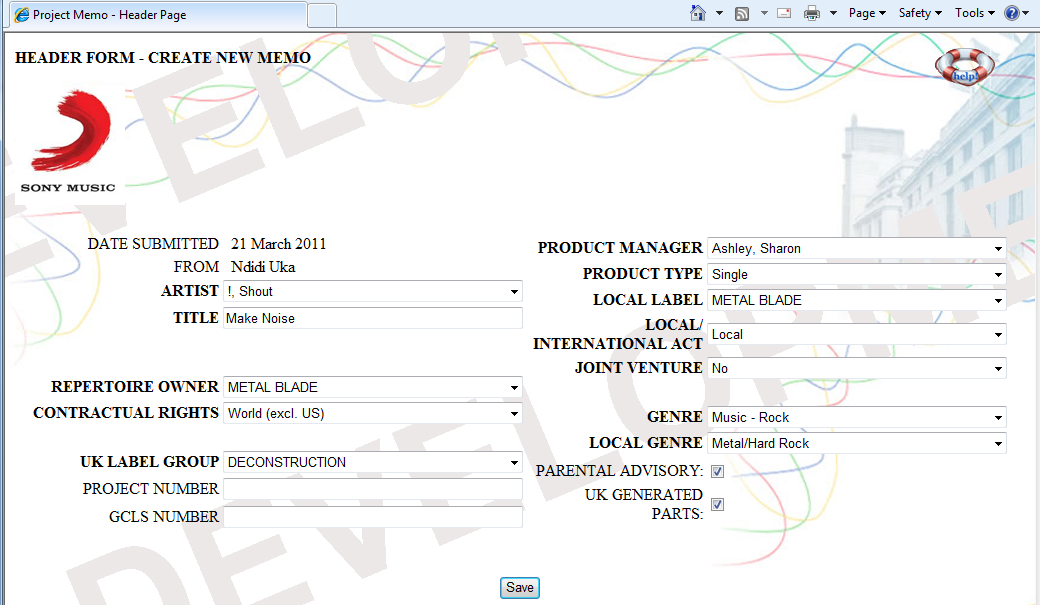 Project Memo - Header Page
Page Safety Tools
HEADER FORM - CREATE NEW MEMO
help!
SONY MUSIC
DATE SUBMITTED 21 March 2011
FROM Ndidi Uka
ARTIST !, Shout
TITLE Make Noise
REPERTOIRE OWNER METAL BLADE
CONTRACTUAL RIGHTS World (excl. US)
UK LABEL GROUP DECONSTRUCTION
PROJECT NUMBER
GCLS NUMBER
PRODUCT MANAGER Ashley, Sharon
PRODUCT TYPE Single
LOCAL LABEL METAL BLADE
LOCAL/
INTERNATIONAL ACT Local
JOINT VENTURE No
GENRE Music - Rock
LOCAL GENRE Metal/Hard Rock
PARENTAL ADVISORY:
UK GENERATED
PARTS:
Save
DEVELOPME